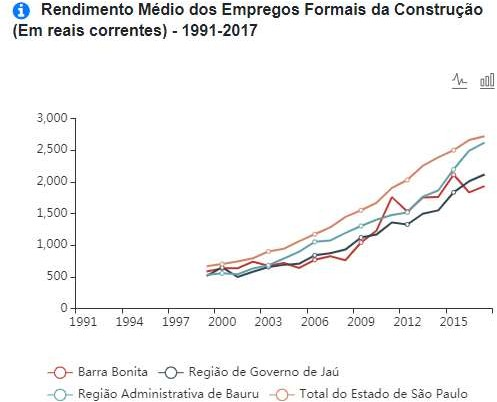 Rendimento Médio dos Empregos Formais da Construção
(Em reais correntes) - 1991-2017
3,000
2,500
2,000
1,500
1,000
500
0
1991 1994 1997 2000 2003 2006 2009 2012 2015
Barra Bonita Região de Governo de Jaú
Região Administrativa de Bauru Total do Estado de São Paulo